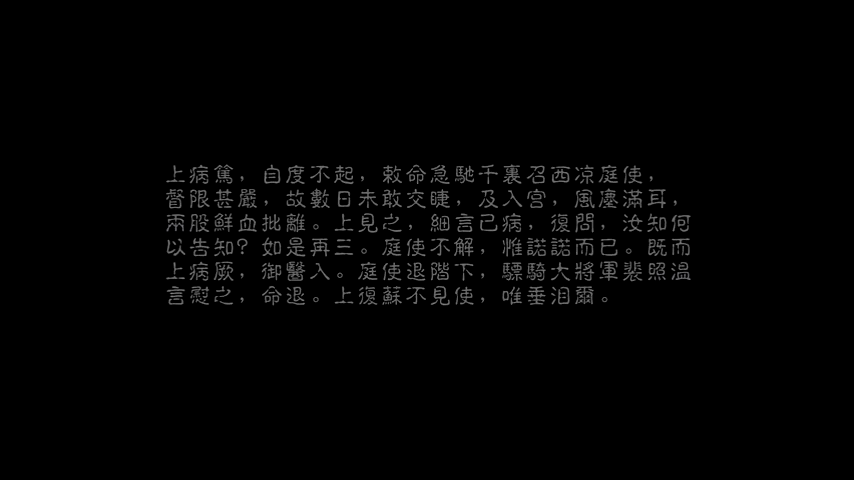 上病篤，自度不起，敕命急馳千裏召西凉庭使，
督限甚嚴，故數日未敢交睫，及入宫，風塵滿耳，
兩股鮮血批離。上見之，細言己病，復問，汝知何
以告知？如是再三。庭使不解，惟諾諾而已。既而
上病厥，御醫入。庭使退階下，驃騎大將軍裴照温
言慰之，命退。上復蘇不見使，唯垂泪爾。